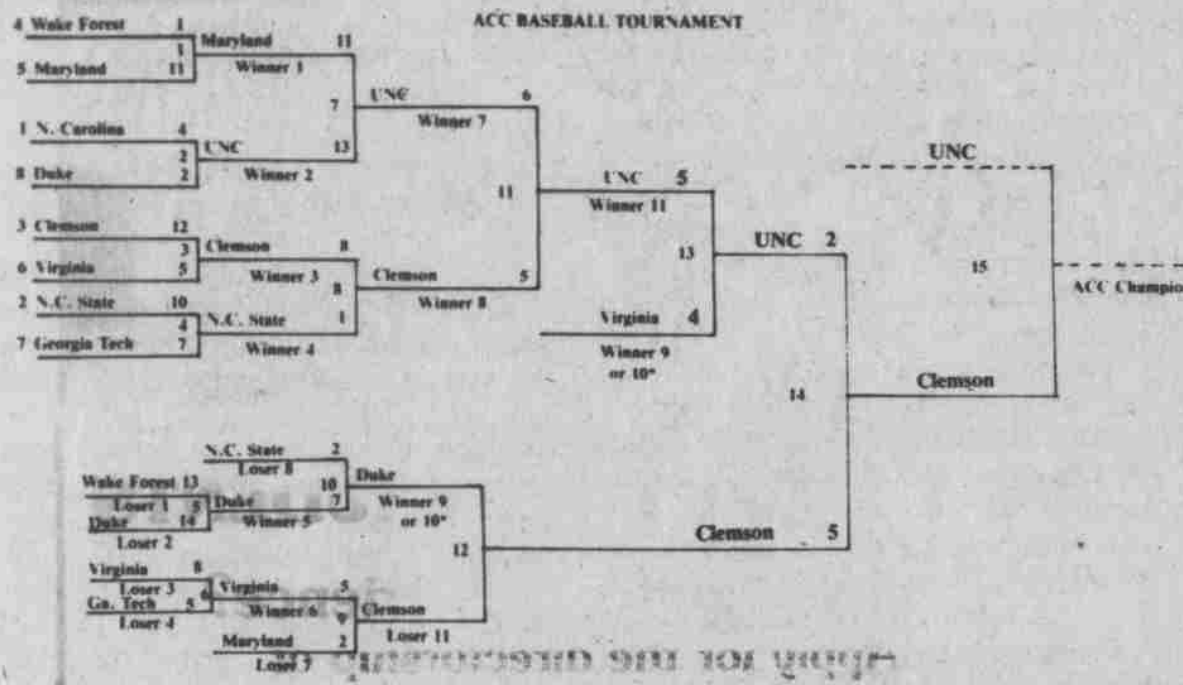 ACC BASEBALL TOURNAMENT
4 Wake Forest 1
1
5 Maryland 11
Maryland 11
Winner 1
7
1 N. Carolina 4
2
8 Duke 2
UNC 13
Winner 2
UNC 6
Winner 7
11
3 Clemson 12
3
6 Virginia 5
Clemson 8
Winner 3
8
2 N.C. State 10
4
7 Georgia Tech 7
N.C. State 1
Winner 4
Clemson 5
Winner 8
UNC 5
Winner 11
13
Virginia 4
Winner 9
or 10*
UNC 2
14
UNC
15
ACC Champio
Clemson
N.C. State 2
Loser 8
10
Wake Forest 13
Loser 1 5
Duke 14
Loser 2
Duke 7
Winner 5
Duke
Winner 9
or 10*
12
Clemson 5
Virginia 8
Loser 3 6
Ga. Tech 5
Loser 4
Virginia 5
Winner 6
9
Maryland 2
Loser 7
Clemson
Loser 11